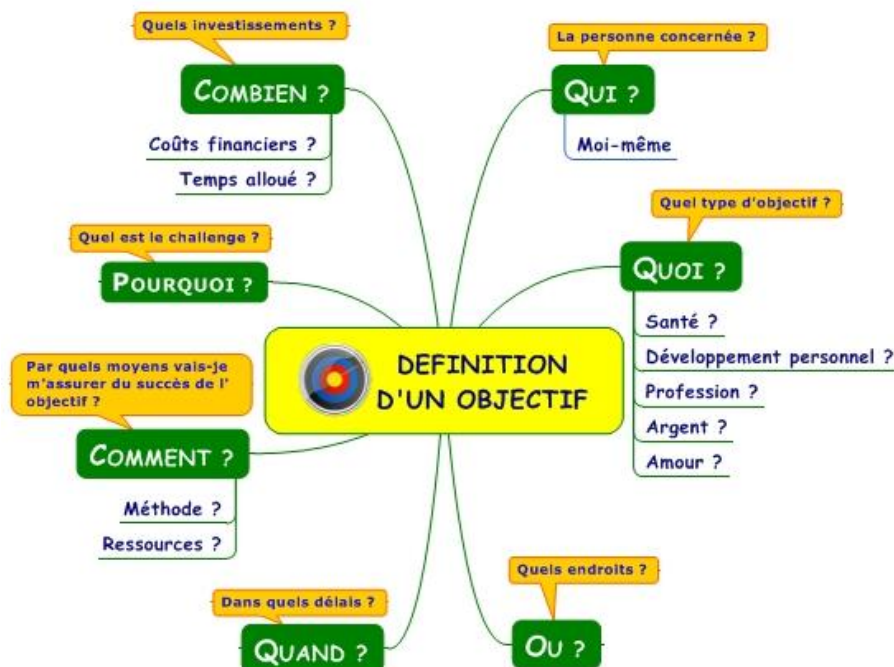 Quels investissements ?
COMBIEN ?
Coûts financiers ?
Temps alloué ?
La personne concernée ?
QUI ?
Moi-même
Quel type d'objectif ?
QUOI ?
Santé ?
Développement personnel ?
Profession ?
Argent ?
Amour ?
Quel est le challenge ?
POURQUOI ?
DEFINITION
D'UN OBJECTIF
Par quels moyens vais-je
m'assurer du succès de l'
objectif ?
COMMENT ?
Méthode ?
Ressources ?
Dans quels délais ?
QUAND ?
Quels endroits ?
OU ?